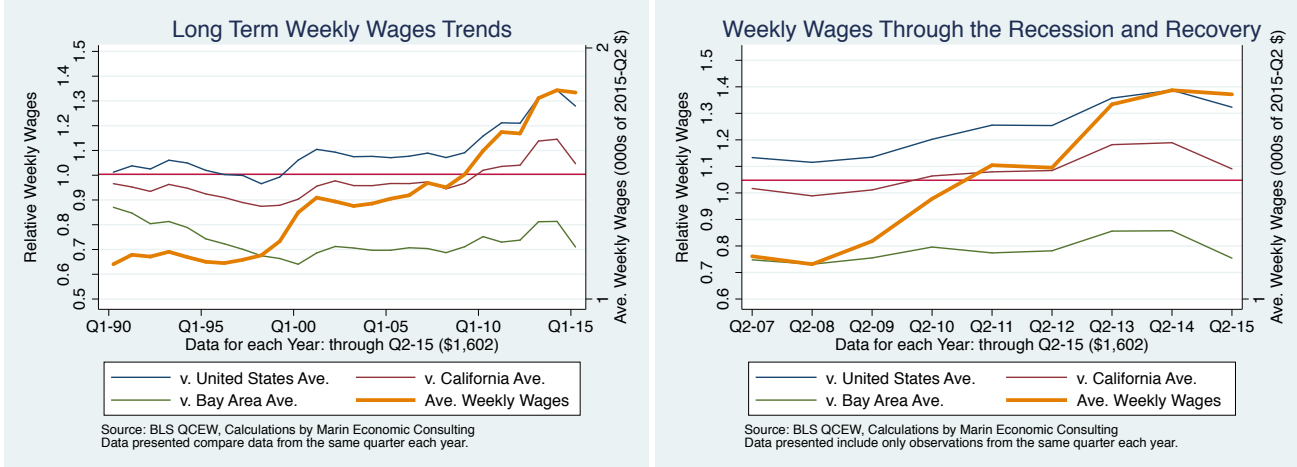 Long Term Weekly Wages Trends
Relative Weekly Wages
1.5
1.4
1.3
1.2
1.1
1.0
0.9
0.8
0.7
0.6
0.5
2
1
Ave. Weekly Wages (000s of 2015-Q2 $)
Q1-90 Q1-95 Q1-00 Q1-05 Q1-10 Q1-15
Data for each Year: through Q2-15 ($1,602)
v. United States Ave. v. California Ave.
v. Bay Area Ave. Ave. Weekly Wages
Source: BLS QCEW, Calculations by Marin Economic Consulting
Data presented compare data from the same quarter each year.
Weekly Wages Through the Recession and Recovery
Relative Weekly Wages
1.5
1.4
1.3
1.2
1.1
1.0
0.9
0.8
0.7
0.6
1
Ave. Weekly Wages (000s of 2015-Q2 $)
Q2-07 Q2-08 Q2-09 Q2-10 Q2-11 Q2-12 Q2-13 Q2-14 Q2-15
Data for each Year: through Q2-15 ($1,602)
v. United States Ave. v. California Ave.
v. Bay Area Ave. Ave. Weekly Wages
Source: BLS QCEW, Calculations by Marin Economic Consulting
Data presented include only observations from the same quarter each year.